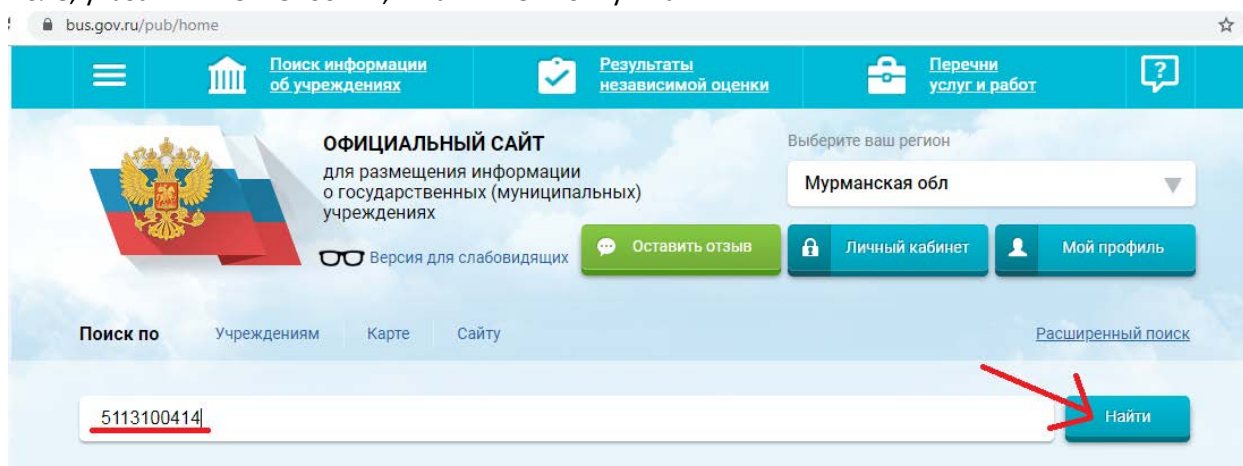 bus.gov.ru/pub/home
Поиск информации
об учреждениях
Результаты
независимой оценки
Перечни
услуг и работ
?
ОФИЦИАЛЬНЫЙ САЙТ
для размещения информации
о государственных (муниципальных)
учреждениях
Версия для слабовидящих
Выберите ваш регион
Мурманская обл
Оставить отзыв
Личный кабинет
Мой профиль
Поиск по Учреждениям Карте Сайту Расширенный поиск
5113100414
Найти